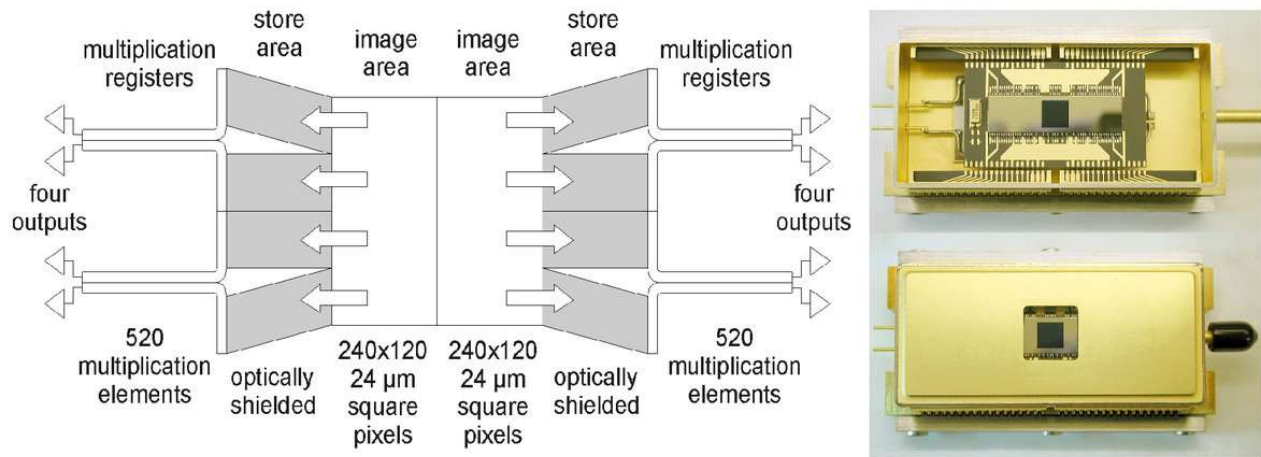 store
area
image
area
image
area
store
area
multiplication
registers
multiplication
registers
four
outputs
four
outputs
520
multiplication
elements
optically
shielded
240x120
24 µm
square
pixels
240x120
24 µm
square
pixels
optically
shielded
520
multiplication
elements